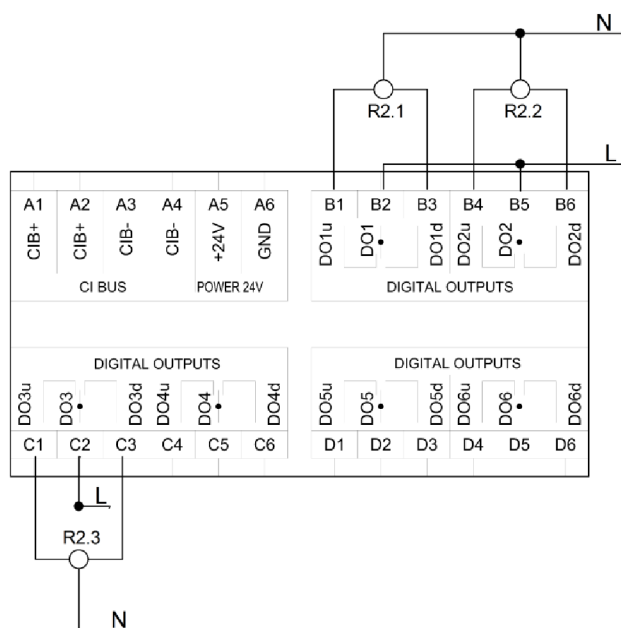 N
R2.1 R2.2
L
A1 A2 A3 A4 A5 A6 B1 B2 B3 B4 B5 B6
CIB+ CIB+ CIB- CIB- +24V GND DO1u DO1 DO1d DO2u DO2 DO2d
CI BUS POWER 24V DIGITAL OUTPUTS
DIGITAL OUTPUTS DIGITAL OUTPUTS
DO3u DO3 DO3d DO4u DO4 DO4d DO5u DO5 DO5d DO6u DO6 DO6d
C1 C2 C3 C4 C5 C6 D1 D2 D3 D4 D5 D6
L
R2.3
N